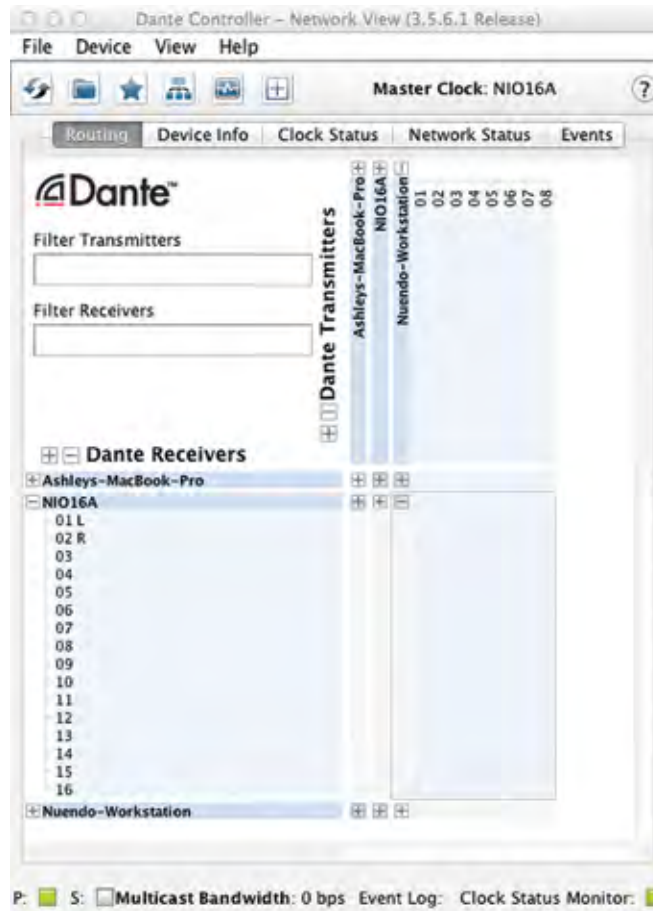 Dante Controller – Network View (3.5.6.1 Release)
File Device View Help
Master Clock: NIO16A
?
Routing Device Info Clock Status Network Status Events
Dante™
Filter Transmitters
Filter Receivers
Dante Transmitters
Ashleys-MacBook-Pro
NIO16A
Nuendo-Workstation
01
02
03
04
05
06
07
08
Dante Receivers
Ashleys-MacBook-Pro
NIO16A
01 L
02 R
03
04
05
06
07
08
09
10
11
12
13
14
15
16
Nuendo-Workstation
P: S: Multicast Bandwidth: 0 bps Event Log: Clock Status Monitor: